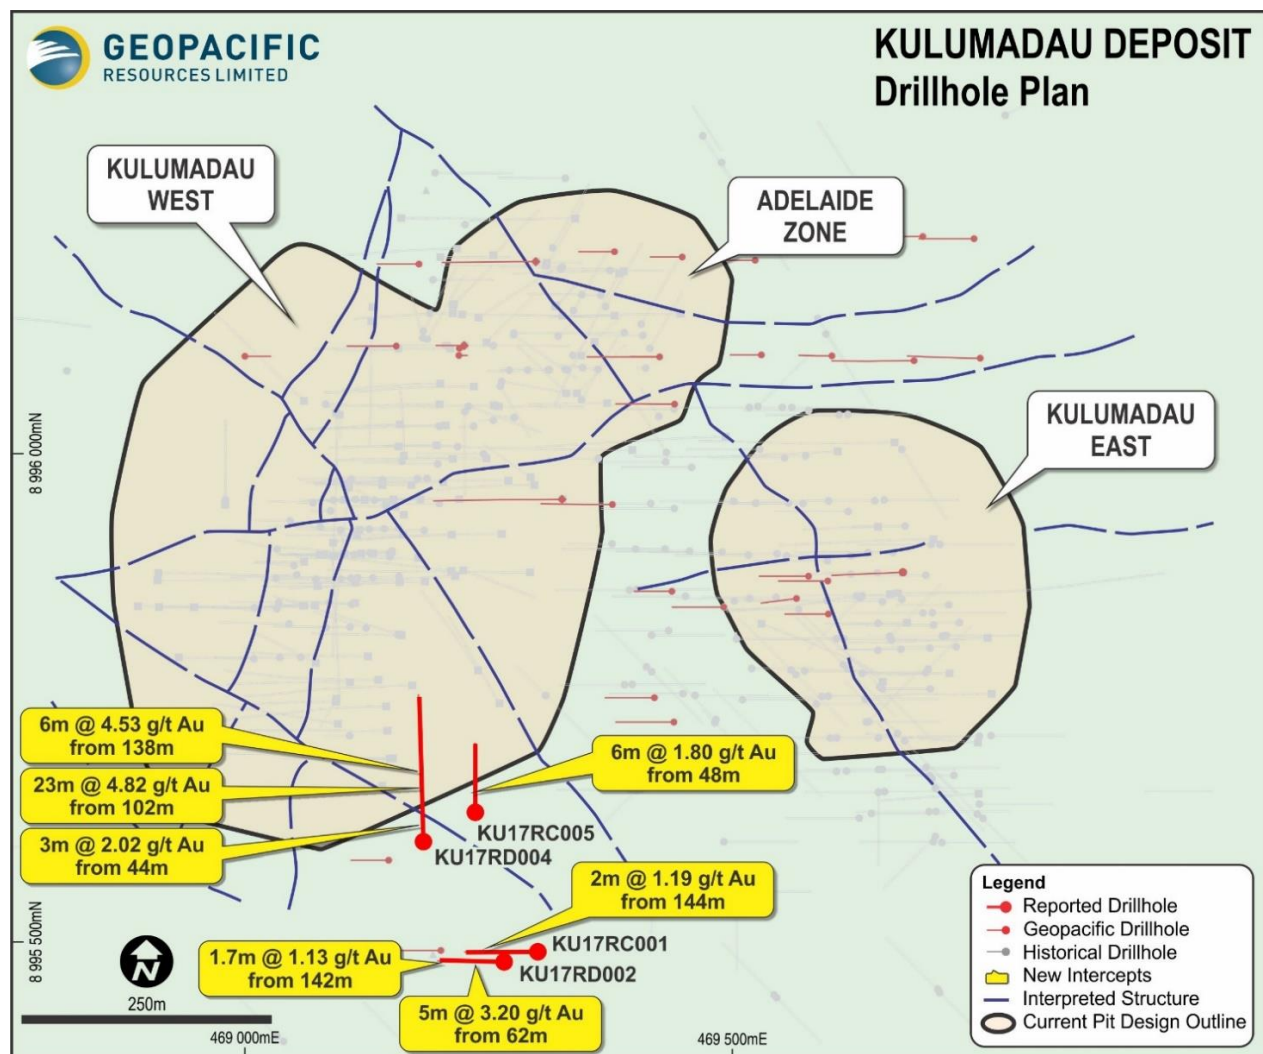 GEOPACIFIC
RESOURCES LIMITED
KULUMADAU DEPOSIT
Drillhole Plan
KULUMADAU
WEST
ADELAIDE
ZONE
KULUMADAU
EAST
8 996 000mN
6m @ 4.53 g/t Au
from 138m
23m @ 4.82 g/t Au
from 102m
3m @ 2.02 g/t Au
from 44m
6m @ 1.80 g/t Au
from 48m
KU17RC005
KU17RD004
2m @ 1.19 g/t Au
from 144m
KU17RC001
KU17RD002
1.7m @ 1.13 g/t Au
from 142m
5m @ 3.20 g/t Au
from 62m
8 995 500mN
N
250m
469 000mE
469 500mE
Legend
Reported Drillhole
Geopacific Drillhole
Historical Drillhole
New Intercepts
Interpreted Structure
Current Pit Design Outline